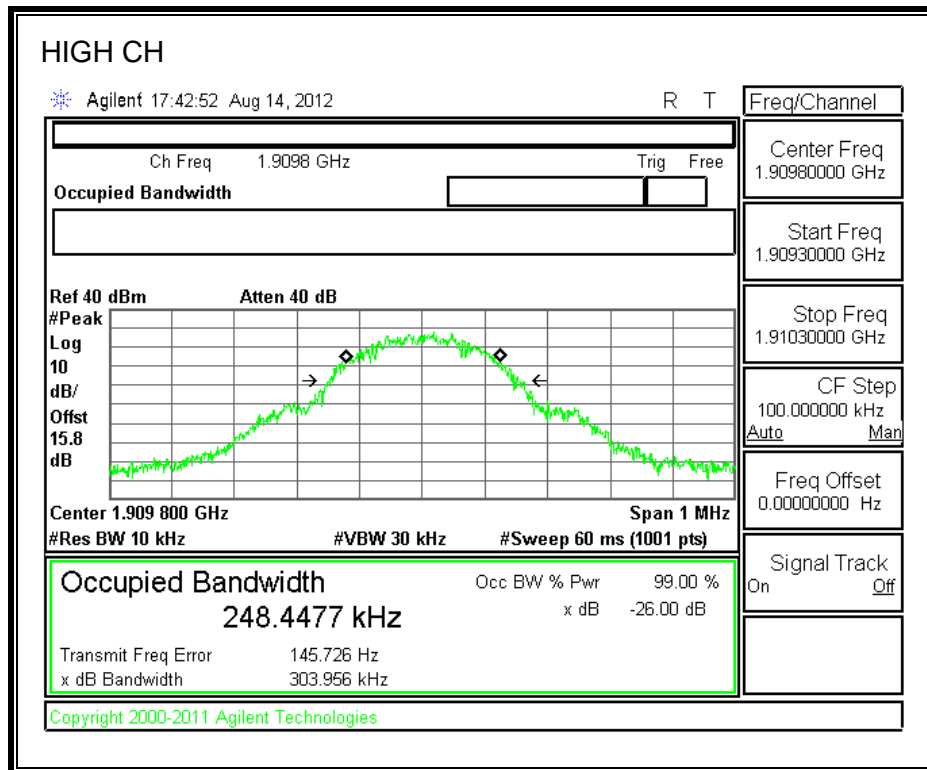 HIGH CH
Agilent 17:42:52 Aug 14, 2012 R T
Ch Freq 1.9098 GHz Trig Free
Occupied Bandwidth
Ref 40 dBm Atten 40 dB
#Peak
Log
10
dB/
Offst
15.8
dB
Center 1.909 800 GHz Span 1 MHz
#Res BW 10 kHz #VBW 30 kHz #Sweep 60 ms (1001 pts)
Occupied Bandwidth Occ BW % Pwr 99.00 %
248.4477 kHz x dB -26.00 dB
Transmit Freq Error 145.726 Hz
x dB Bandwidth 303.956 kHz
Copyright 2000-2011 Agilent Technologies
Freq/Channel
Center Freq
1.90980000 GHz
Start Freq
1.90930000 GHz
Stop Freq
1.91030000 GHz
CF Step
100.000000 kHz
Auto Man
Freq Offset
0.00000000 Hz
Signal Track
On Off